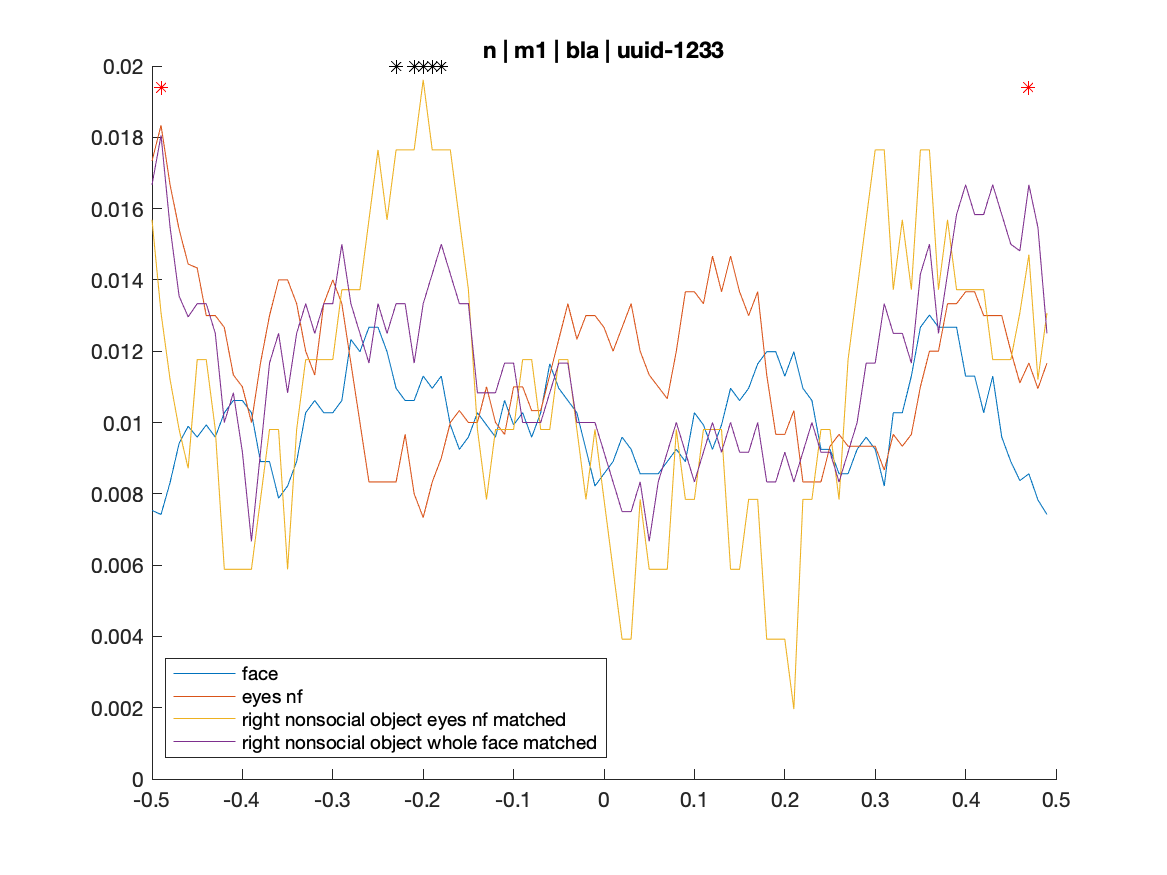 n | m1 | bla | uuid-1233
0.02
0.018
0.016
0.014
0.012
0.01
0.008
0.006
0.004
0.002
0
face
eyes nf
right nonsocial object eyes nf matched
right nonsocial object whole face matched
-0.5 -0.4 -0.3 -0.2 -0.1 0 0.1 0.2 0.3 0.4 0.5